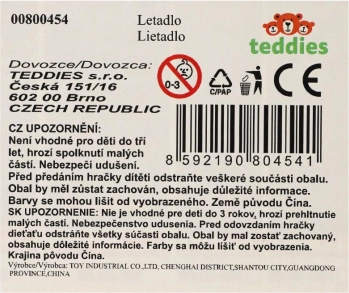 00800454
Letadlo
Lietadlo
teddies
Dovozce/Dovozca:
TEDDIES s.r.o.
Česká 151/16
602 00 Brno
CZECH REPUBLIC
0-3
C/PAP
CE
CZ UPOZORNĚNÍ:
Není vhodné pro děti do tří
let, hrozí spolknutí malých
částí. Nebezpečí udušení.
8 592190 804541
Před předáním hračky dítěti odstraňte veškeré součásti obalu.
Obal by měl zůstat zachován, obsahuje důležité informace.
Barvy se mohou lišit od vyobrazeného. Země původu Čína.
SK UPOZORNENIE: Nie je vhodné pre deti do 3 rokov, hrozí prehltnutie
malých častí. Nebezpečenstvo udusenia. Pred odovzdaním hračky
dieťaťu odstráňte všetky súčasti obalu. Obal by mal zostať zachovaný,
obsahuje dôležité informácie. Farby sa môžu líšiť od vyobrazenia.
Krajina pôvodu Čína.
Výrobce/Výrobca: TOY INDUSTRIAL CO.,LTD, CHENGHAI DISTRICT,SHANTOU CITY,GUANGDONG
PROVINCE,CHINA